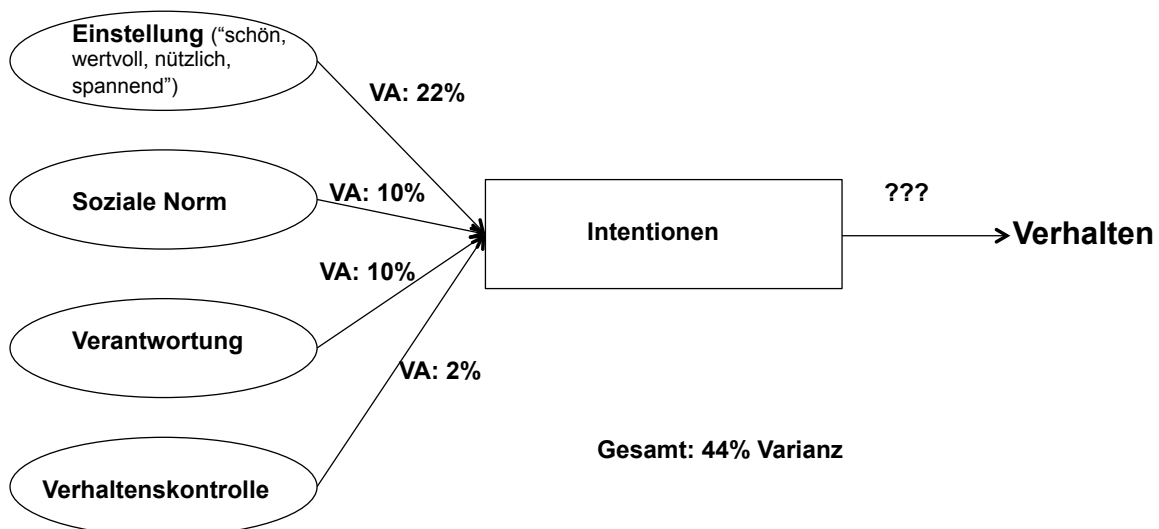 Einstellung (“schön,
wertvoll, nützlich,
spannend”)
VA: 22%
Soziale Norm
VA: 10%
Intentionen
???
Verhalten
VA: 10%
Verantwortung
VA: 2%
Gesamt: 44% Varianz
Verhaltenskontrolle